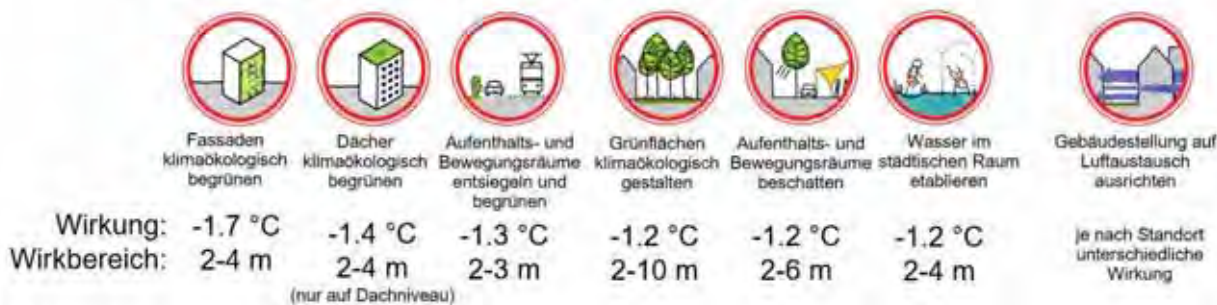 Fassaden
klimaökologisch
begrünen
Dächer
klimaökologisch
begrünen
Aufenthalts- und
Bewegungsräume
entsiegeln und
begrünen
Grünflächen
klimaökologisch
gestalten
Aufenthalts- und
Bewegungsräume
beschatten
Wasser im
städtischen Raum
etablieren
Gebäudestellung auf
Luftaustausch
ausrichten
Wirkung: -1.7 °C -1.4 °C -1.3 °C -1.2 °C -1.2 °C -1.2 °C
Wirkbereich: 2-4 m 2-4 m 2-3 m 2-10 m 2-6 m 2-4 m
(nur auf Dachniveau)
je nach Standort
unterschiedliche
Wirkung